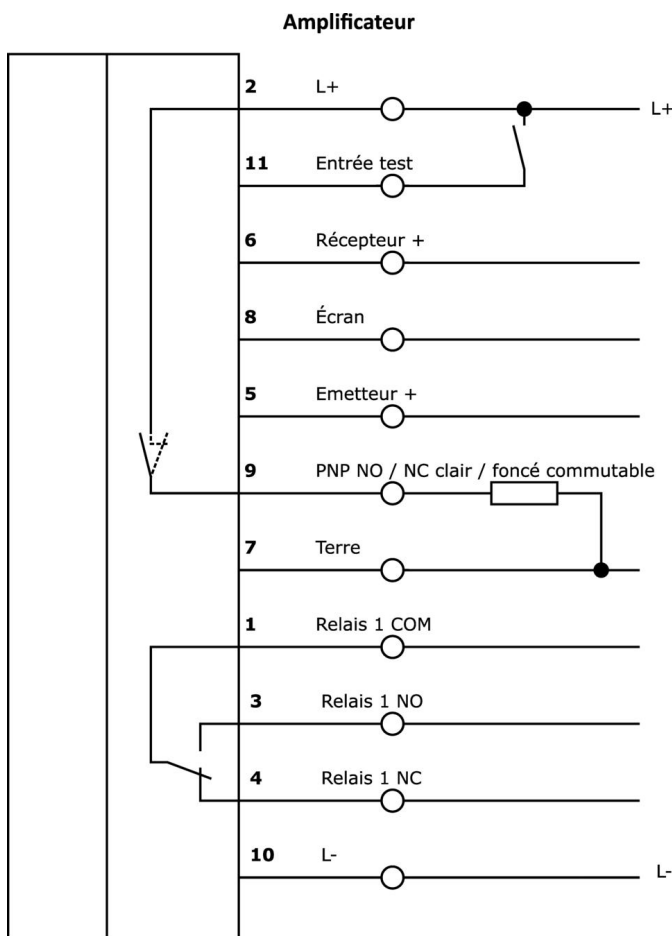 Amplificateur
2 L+ L+
11 Entrée test
6 Récepteur +
8 Écran
5 Emetteur +
9 PNP NO / NC clair / foncé commutable
7 Terre
1 Relais 1 COM
3 Relais 1 NO
4 Relais 1 NC
10 L- L-